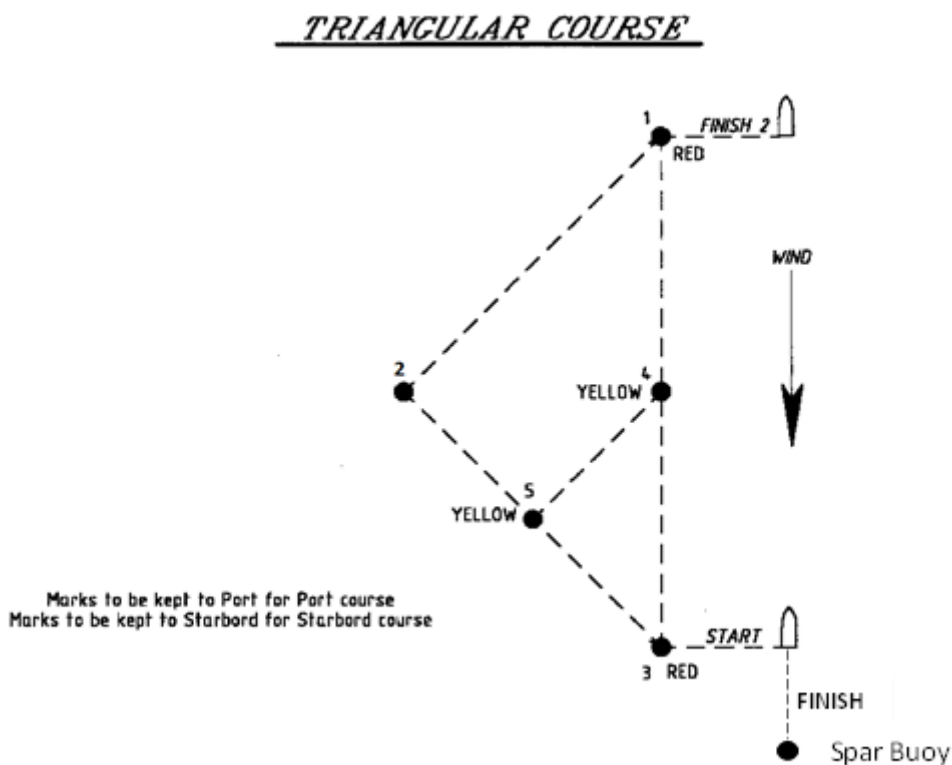 TRIANGULAR COURSE
1
FINISH 2
RED
WIND
2
4
YELLOW
5
YELLOW
Marks to be kept to Port for Port course
Marks to be kept to Starbord for Starbord course
START
3 RED
FINISH
Spar Buoy